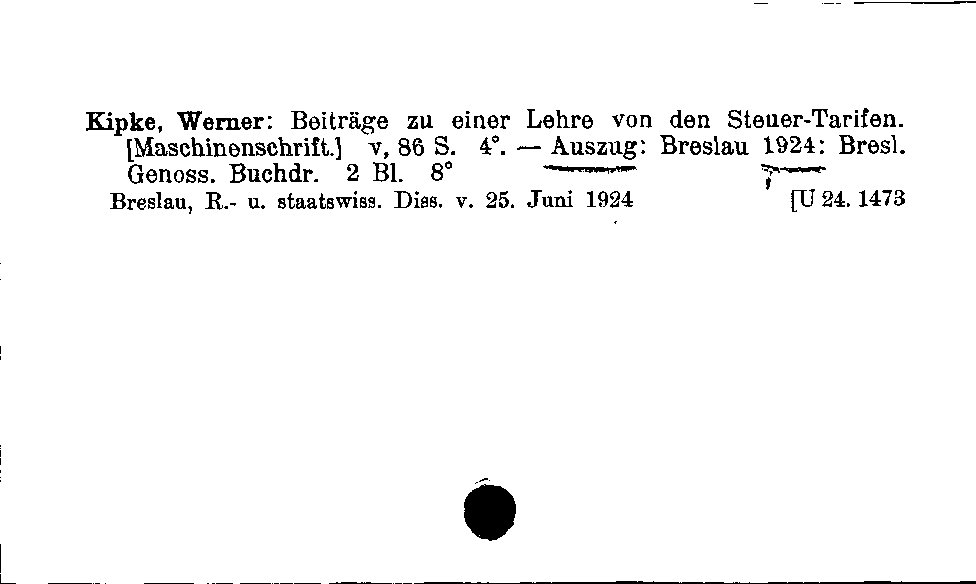 Kipke, Werner: Beiträge zu einer Lehre von den Steuer-Tarifen.
[Maschinenschrift.] v, 86 S. 4°. — Auszug: Breslau 1924: Bresl.
Genoss. Buchdr. 2 Bl. 8°
Breslau, R.- u. staatswiss. Diss. v. 25. Juni 1924 [U 24. 1473